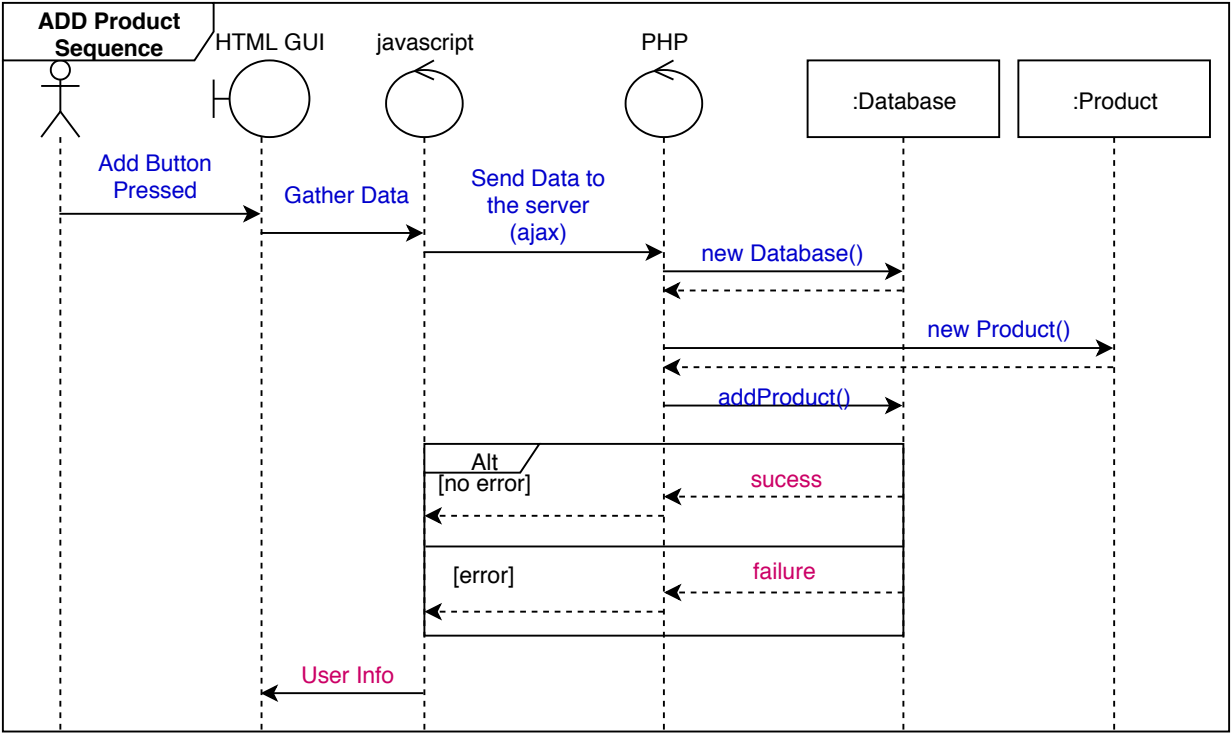 ADD Product
Sequence
HTML GUI
javascript
PHP
:Database
:Product
Add Button
Pressed
Gather Data
Send Data to
the server
(ajax)
new Database()
new Product()
addProduct()
Alt
[no error]
sucess
[error]
failure
User Info